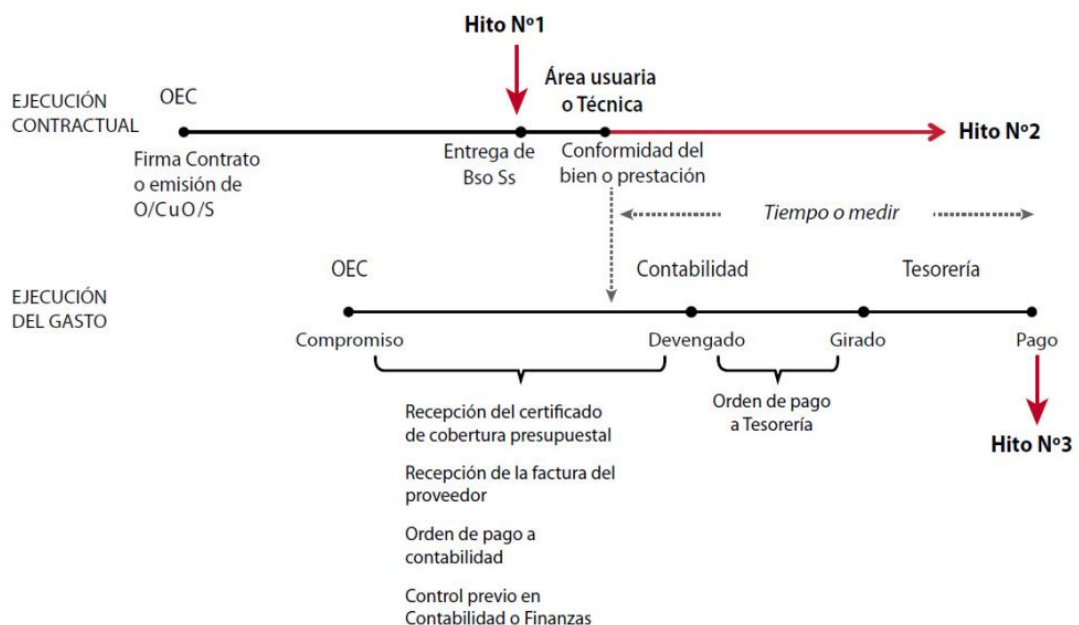 Hito Nº1
Área usuaria
o Técnica
OEC
EJECUCIÓN
CONTRACTUAL
Hito Nº2
Firma Contrato
o emisión de
O/CuO/S
Entrega de
Bso Ss
Conformidad del
bien o prestación
Tiempo o medir
OEC
Contabilidad
Tesorería
EJECUCIÓN
DEL GASTO
Compromiso
Devengado
Girado
Pago
Recepción del certificado
de cobertura presupuestal
Recepción de la factura del
proveedor
Orden de pago a
contabilidad
Control previo en
Contabilidad o Finanzas
Orden de pago
a Tesorería
Hito Nº3